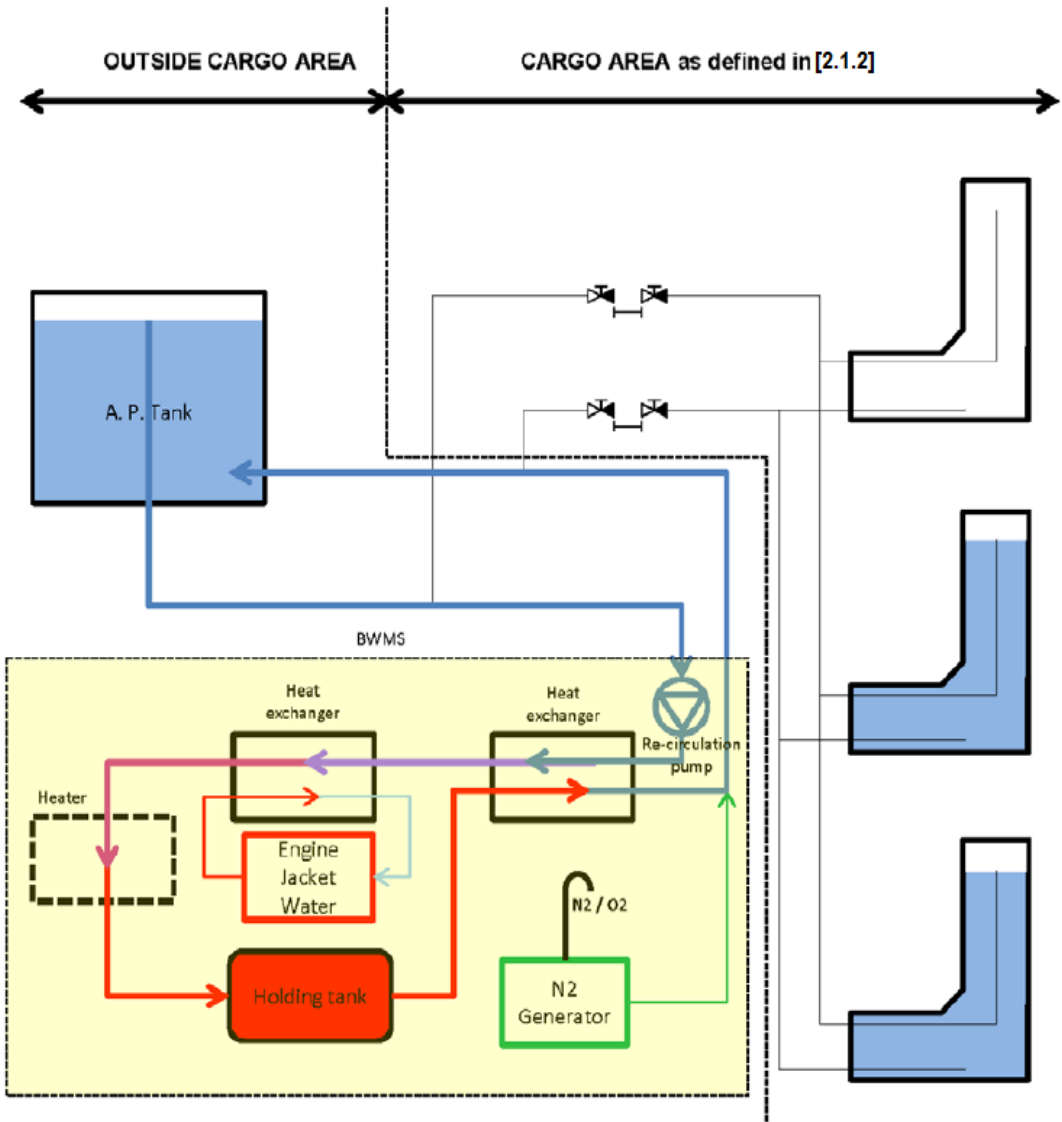 OUTSIDE CARGO AREA
CARGO AREA as defined in [2.1.2]
A. P. Tank
BWMS
Heat
exchanger
Heat
exchanger
Re-circulation
pump
Heater
Engine
Jacket
Water
N2 / O2
Holding tank
N2
Generator